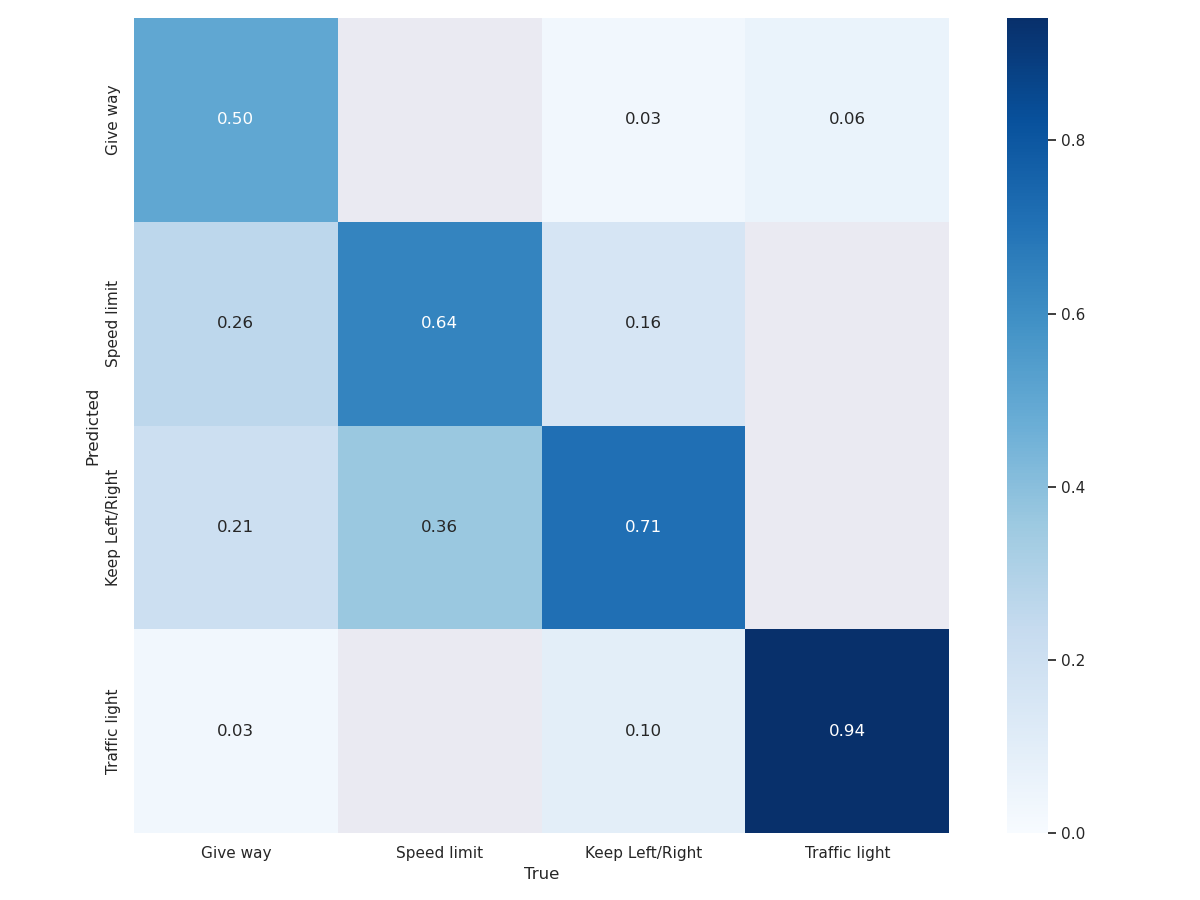 Predicted
Give way
0.50
0.03
0.06
Speed limit
0.26
0.64
0.16
Keep Left/Right
0.21
0.36
0.71
Traffic light
0.03
0.10
0.94
Give way
Speed limit
Keep Left/Right
Traffic light
True
0.8
0.6
0.4
0.2
0.0